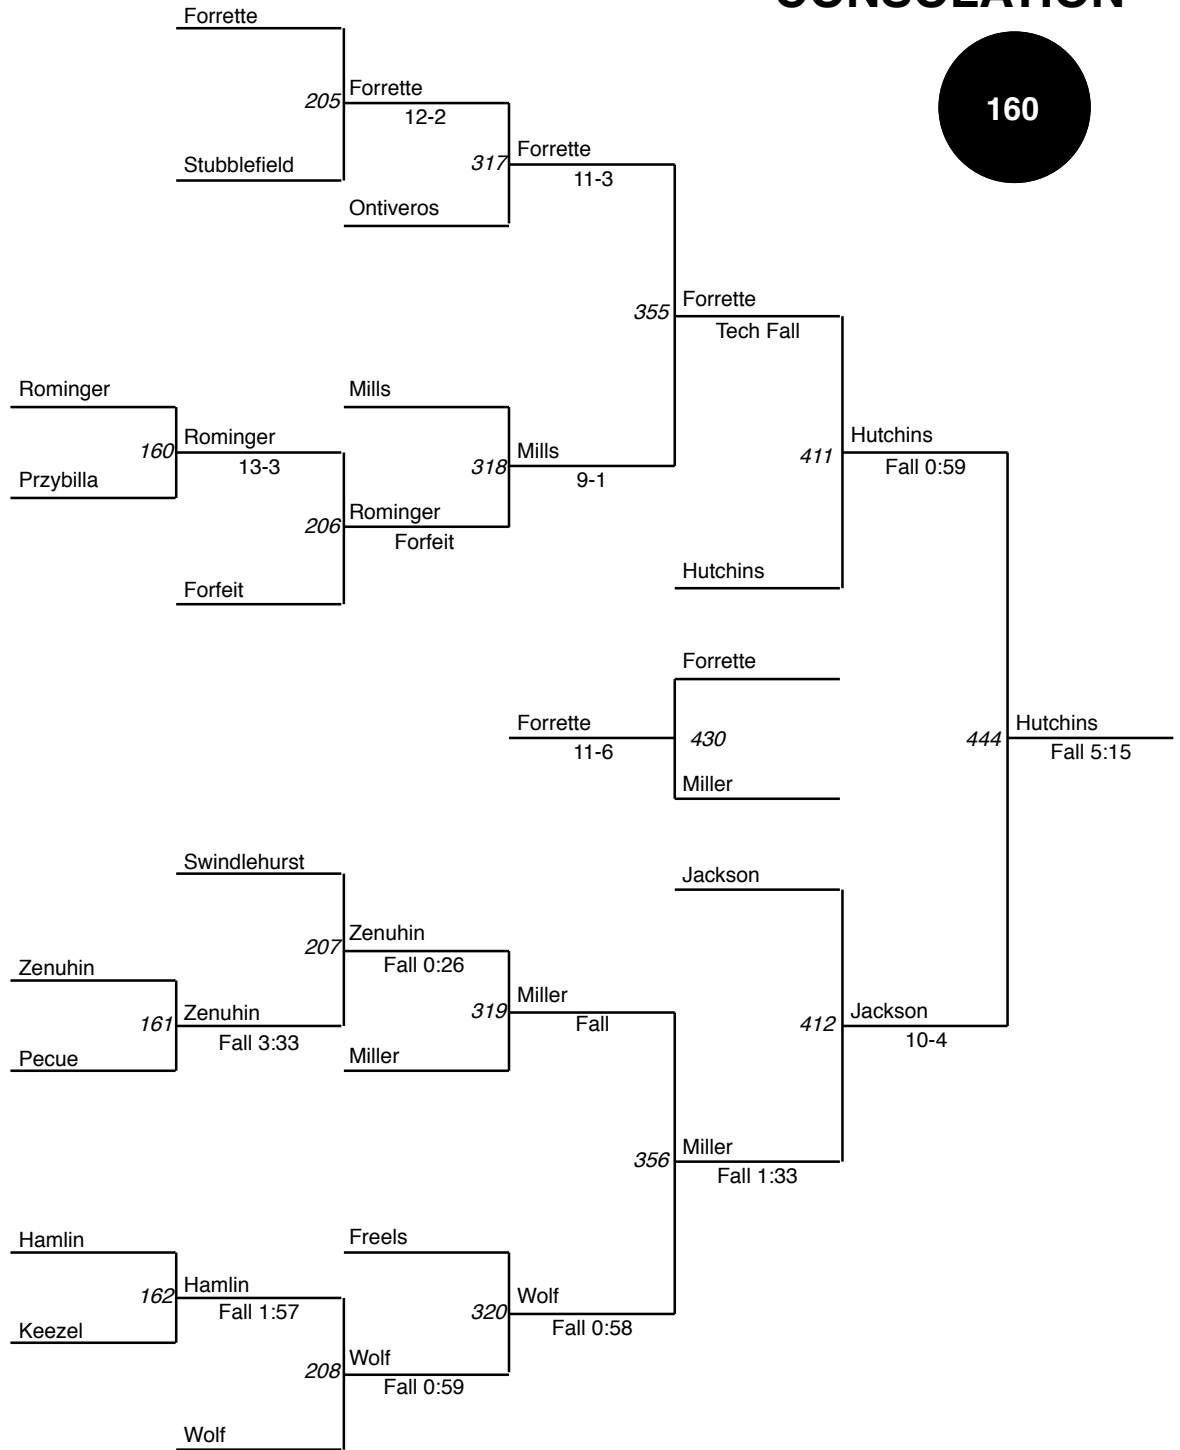 CONSOLATION
160
Forrette
205
Forrette
12-2
Stubblefield
317
Forrette
11-3
Ontiveros
355
Forrette
Tech Fall
Rominger
160
Rominger
13-3
Przybilla
Mills
318
Mills
9-1
206
Rominger
Forfeit
Forfeit
411
Hutchins
Fall 0:59
Hutchins
Forrette
Forrette
11-6
430
Miller
444
Hutchins
Fall 5:15
Swindlehurst
207
Zenuhin
Fall 0:26
Zenuhin
161
Zenuhin
Fall 3:33
Pecue
319
Miller
Fall
Miller
Jackson
412
Jackson
10-4
356
Miller
Fall 1:33
Hamlin
162
Hamlin
Fall 1:57
Keezel
Freels
320
Wolf
Fall 0:58
208
Wolf
Fall 0:59
Wolf